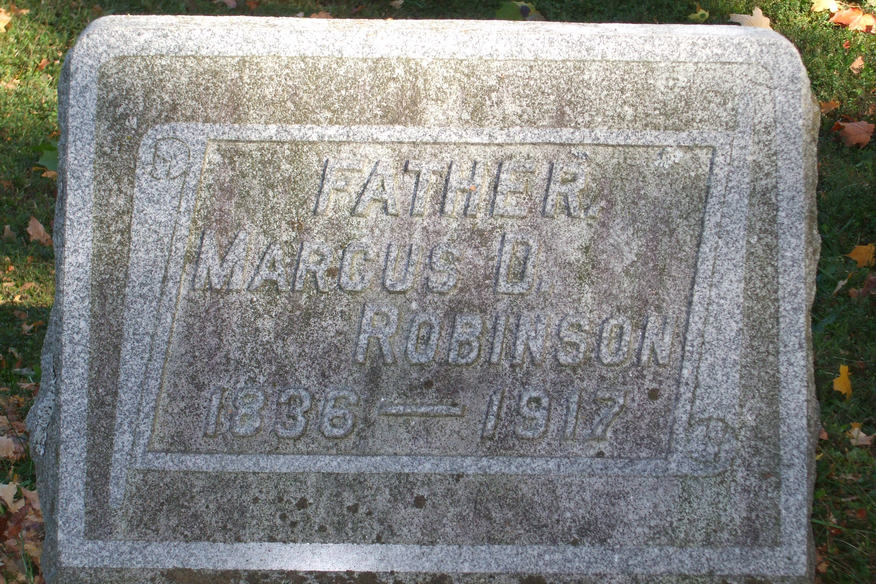 FATHER.
MARCUS D.
ROBINSON
1836 — 1917